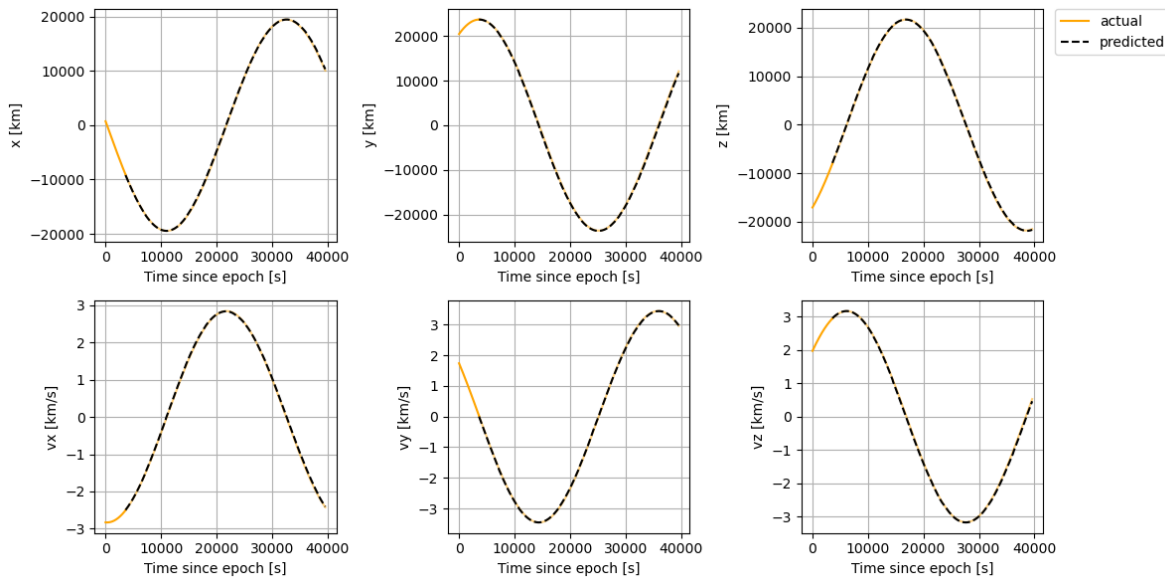 x [km]
20000
10000
0
−10000
−20000
0 10000 20000 30000 40000
Time since epoch [s]
y [km]
20000
10000
0
−10000
−20000
0 10000 20000 30000 40000
Time since epoch [s]
z [km]
20000
10000
0
−10000
−20000
0 10000 20000 30000 40000
Time since epoch [s]
actual
predicted
vx [km/s]
3
2
1
0
−1
−2
−3
0 10000 20000 30000 40000
Time since epoch [s]
vy [km/s]
3
2
1
0
−1
−2
−3
0 10000 20000 30000 40000
Time since epoch [s]
vz [km/s]
3
2
1
0
−1
−2
−3
0 10000 20000 30000 40000
Time since epoch [s]